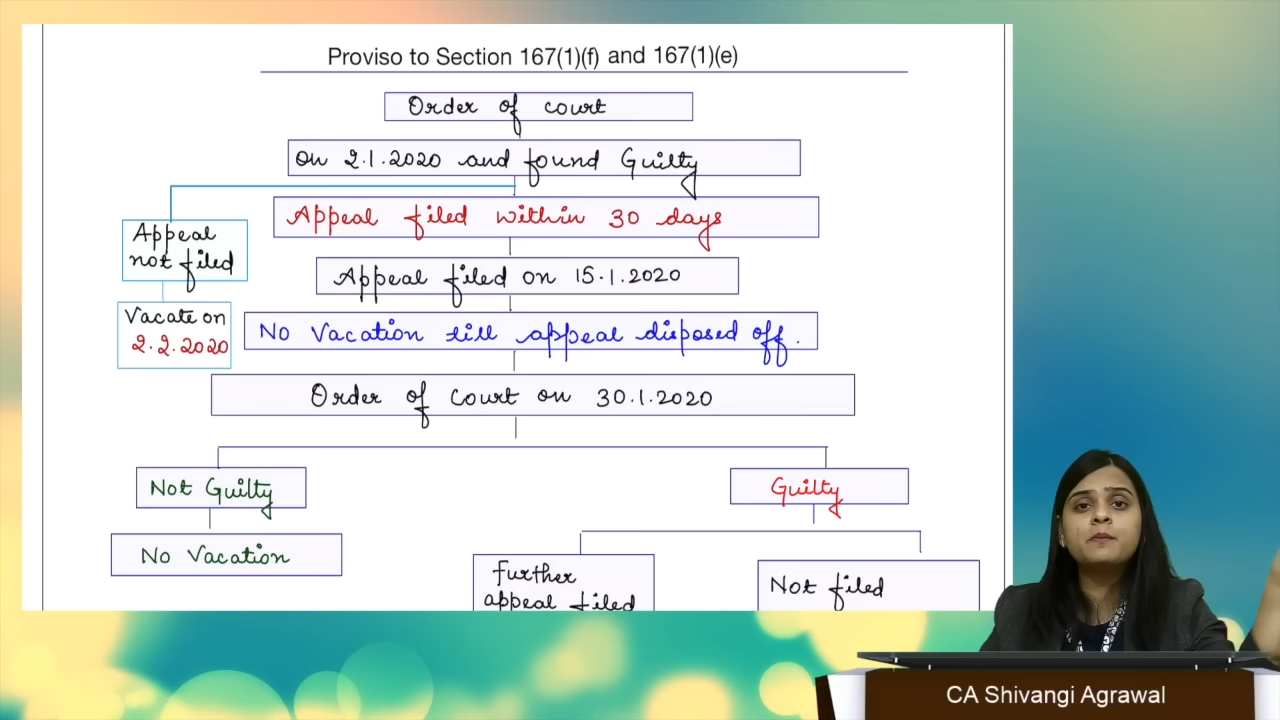 Proviso to Section 167(1)(f) and 167(1)(e)
Order of court
on 2.1.2020 and found Guilty
Appeal filed within 30 days
Appeal
not filed
Appeal filed on 15.1.2020
Vacate on
2.2.2020
No Vacation till appeal disposed off.
Order of court on 30.1.2020
Not Guilty
Guilty
No Vacation
further
appeal filed
Not filed
CA Shivangi Agrawal